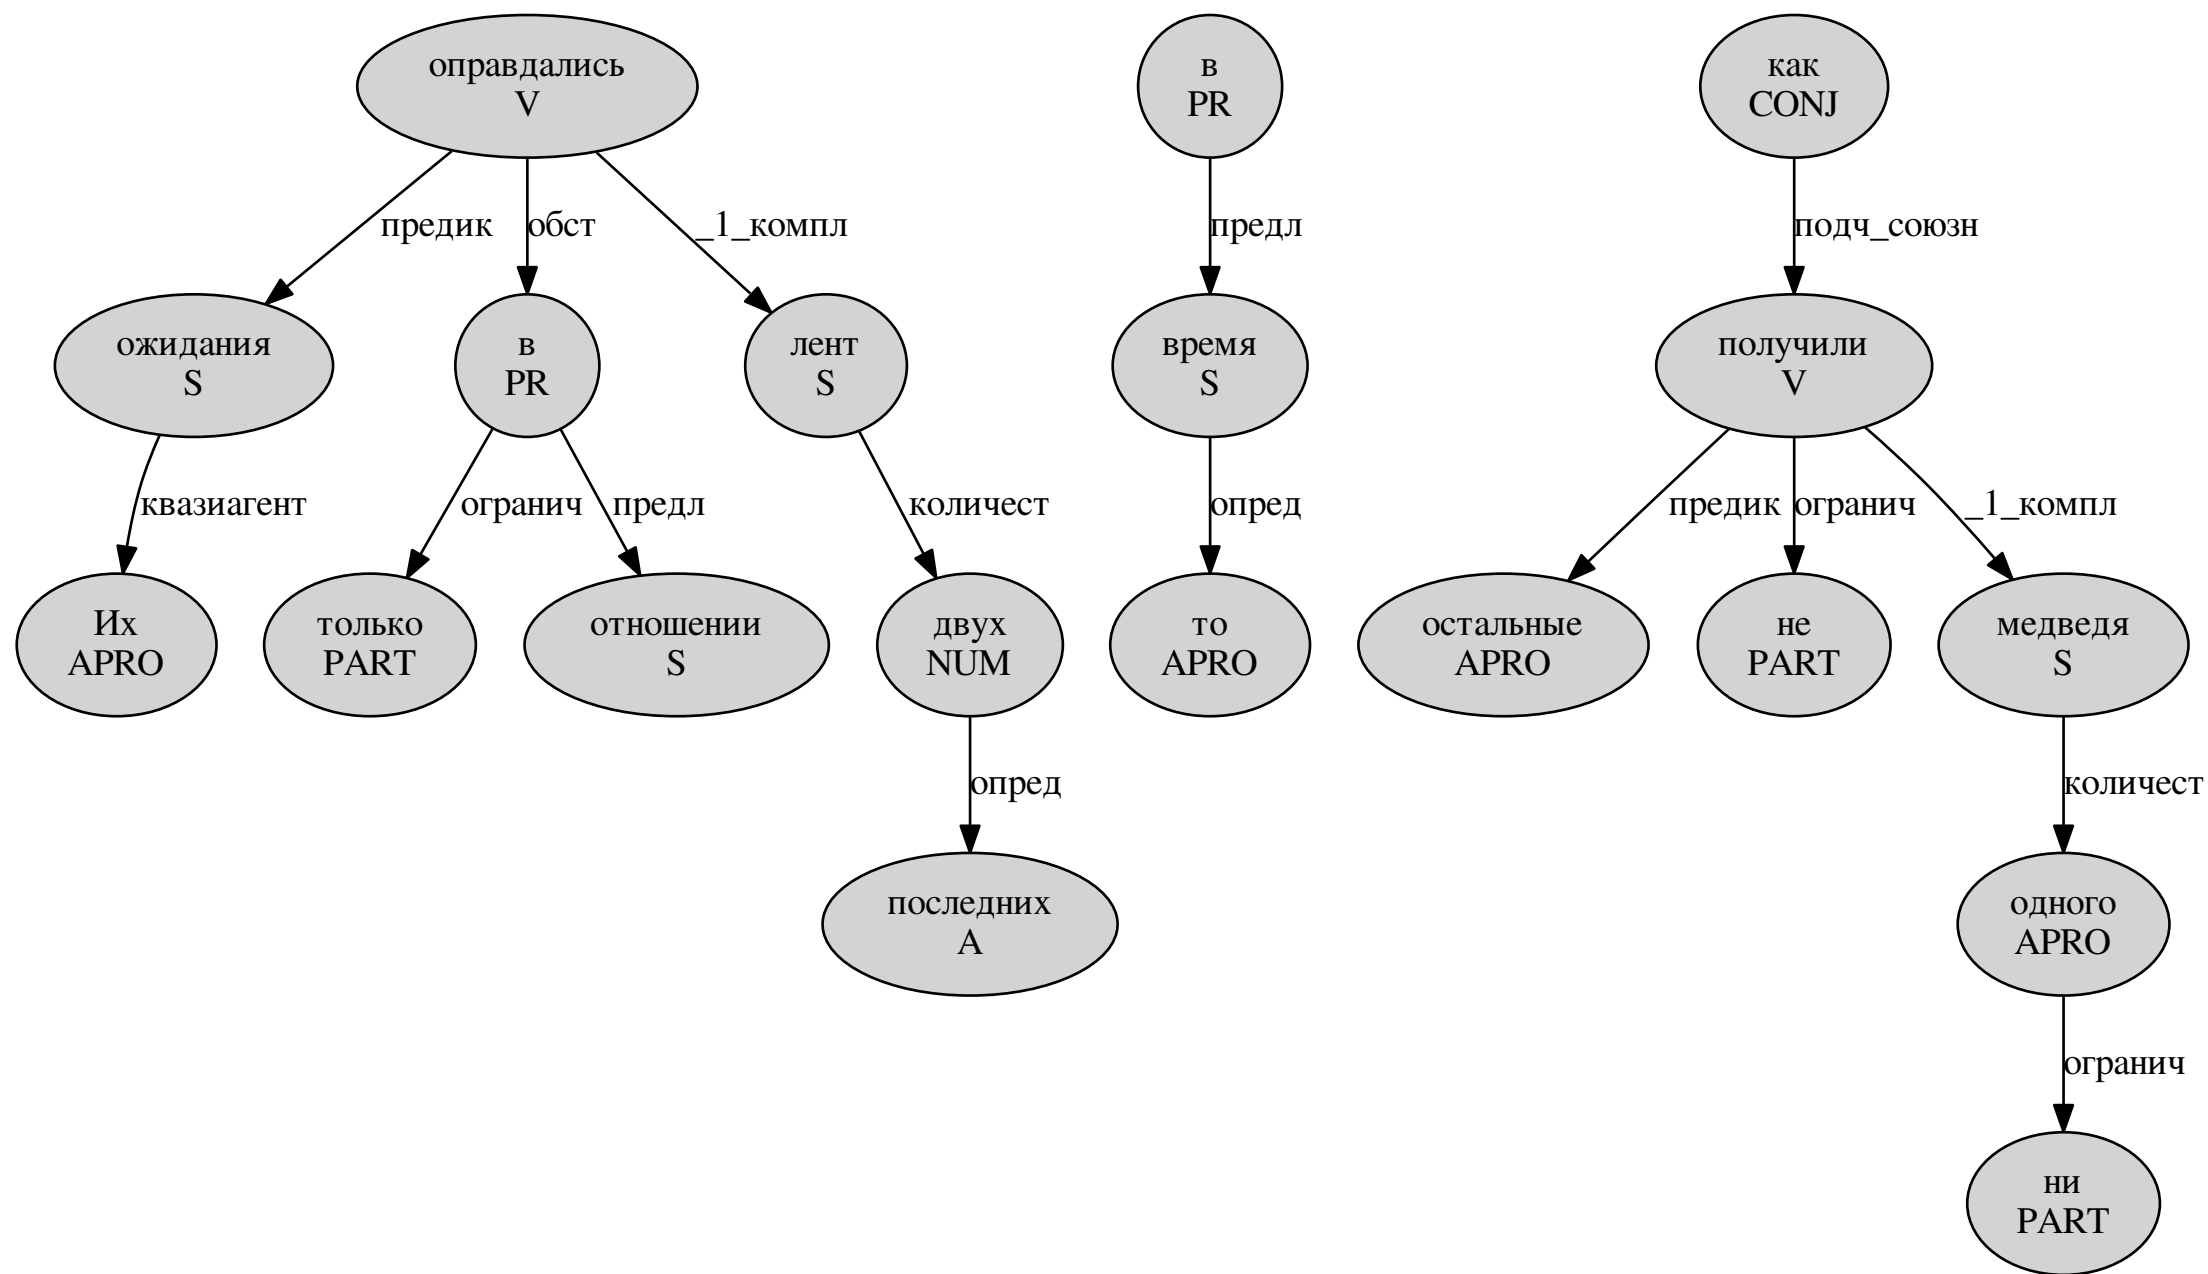 оправдались
V
в
PR
как
CONJ
предик
обст
_1_компл
предл
подч_союзн
ожидания
S
в
PR
лент
S
время
S
получили
V
квазиагент
огранич
предл
количест
опред
предик
огранич
_1_компл
Их
APRO
только
PART
отношении
S
двух
NUM
то
APRO
остальные
APRO
не
PART
медведя
S
опред
количест
последних
A
одного
APRO
огранич
ни
PART